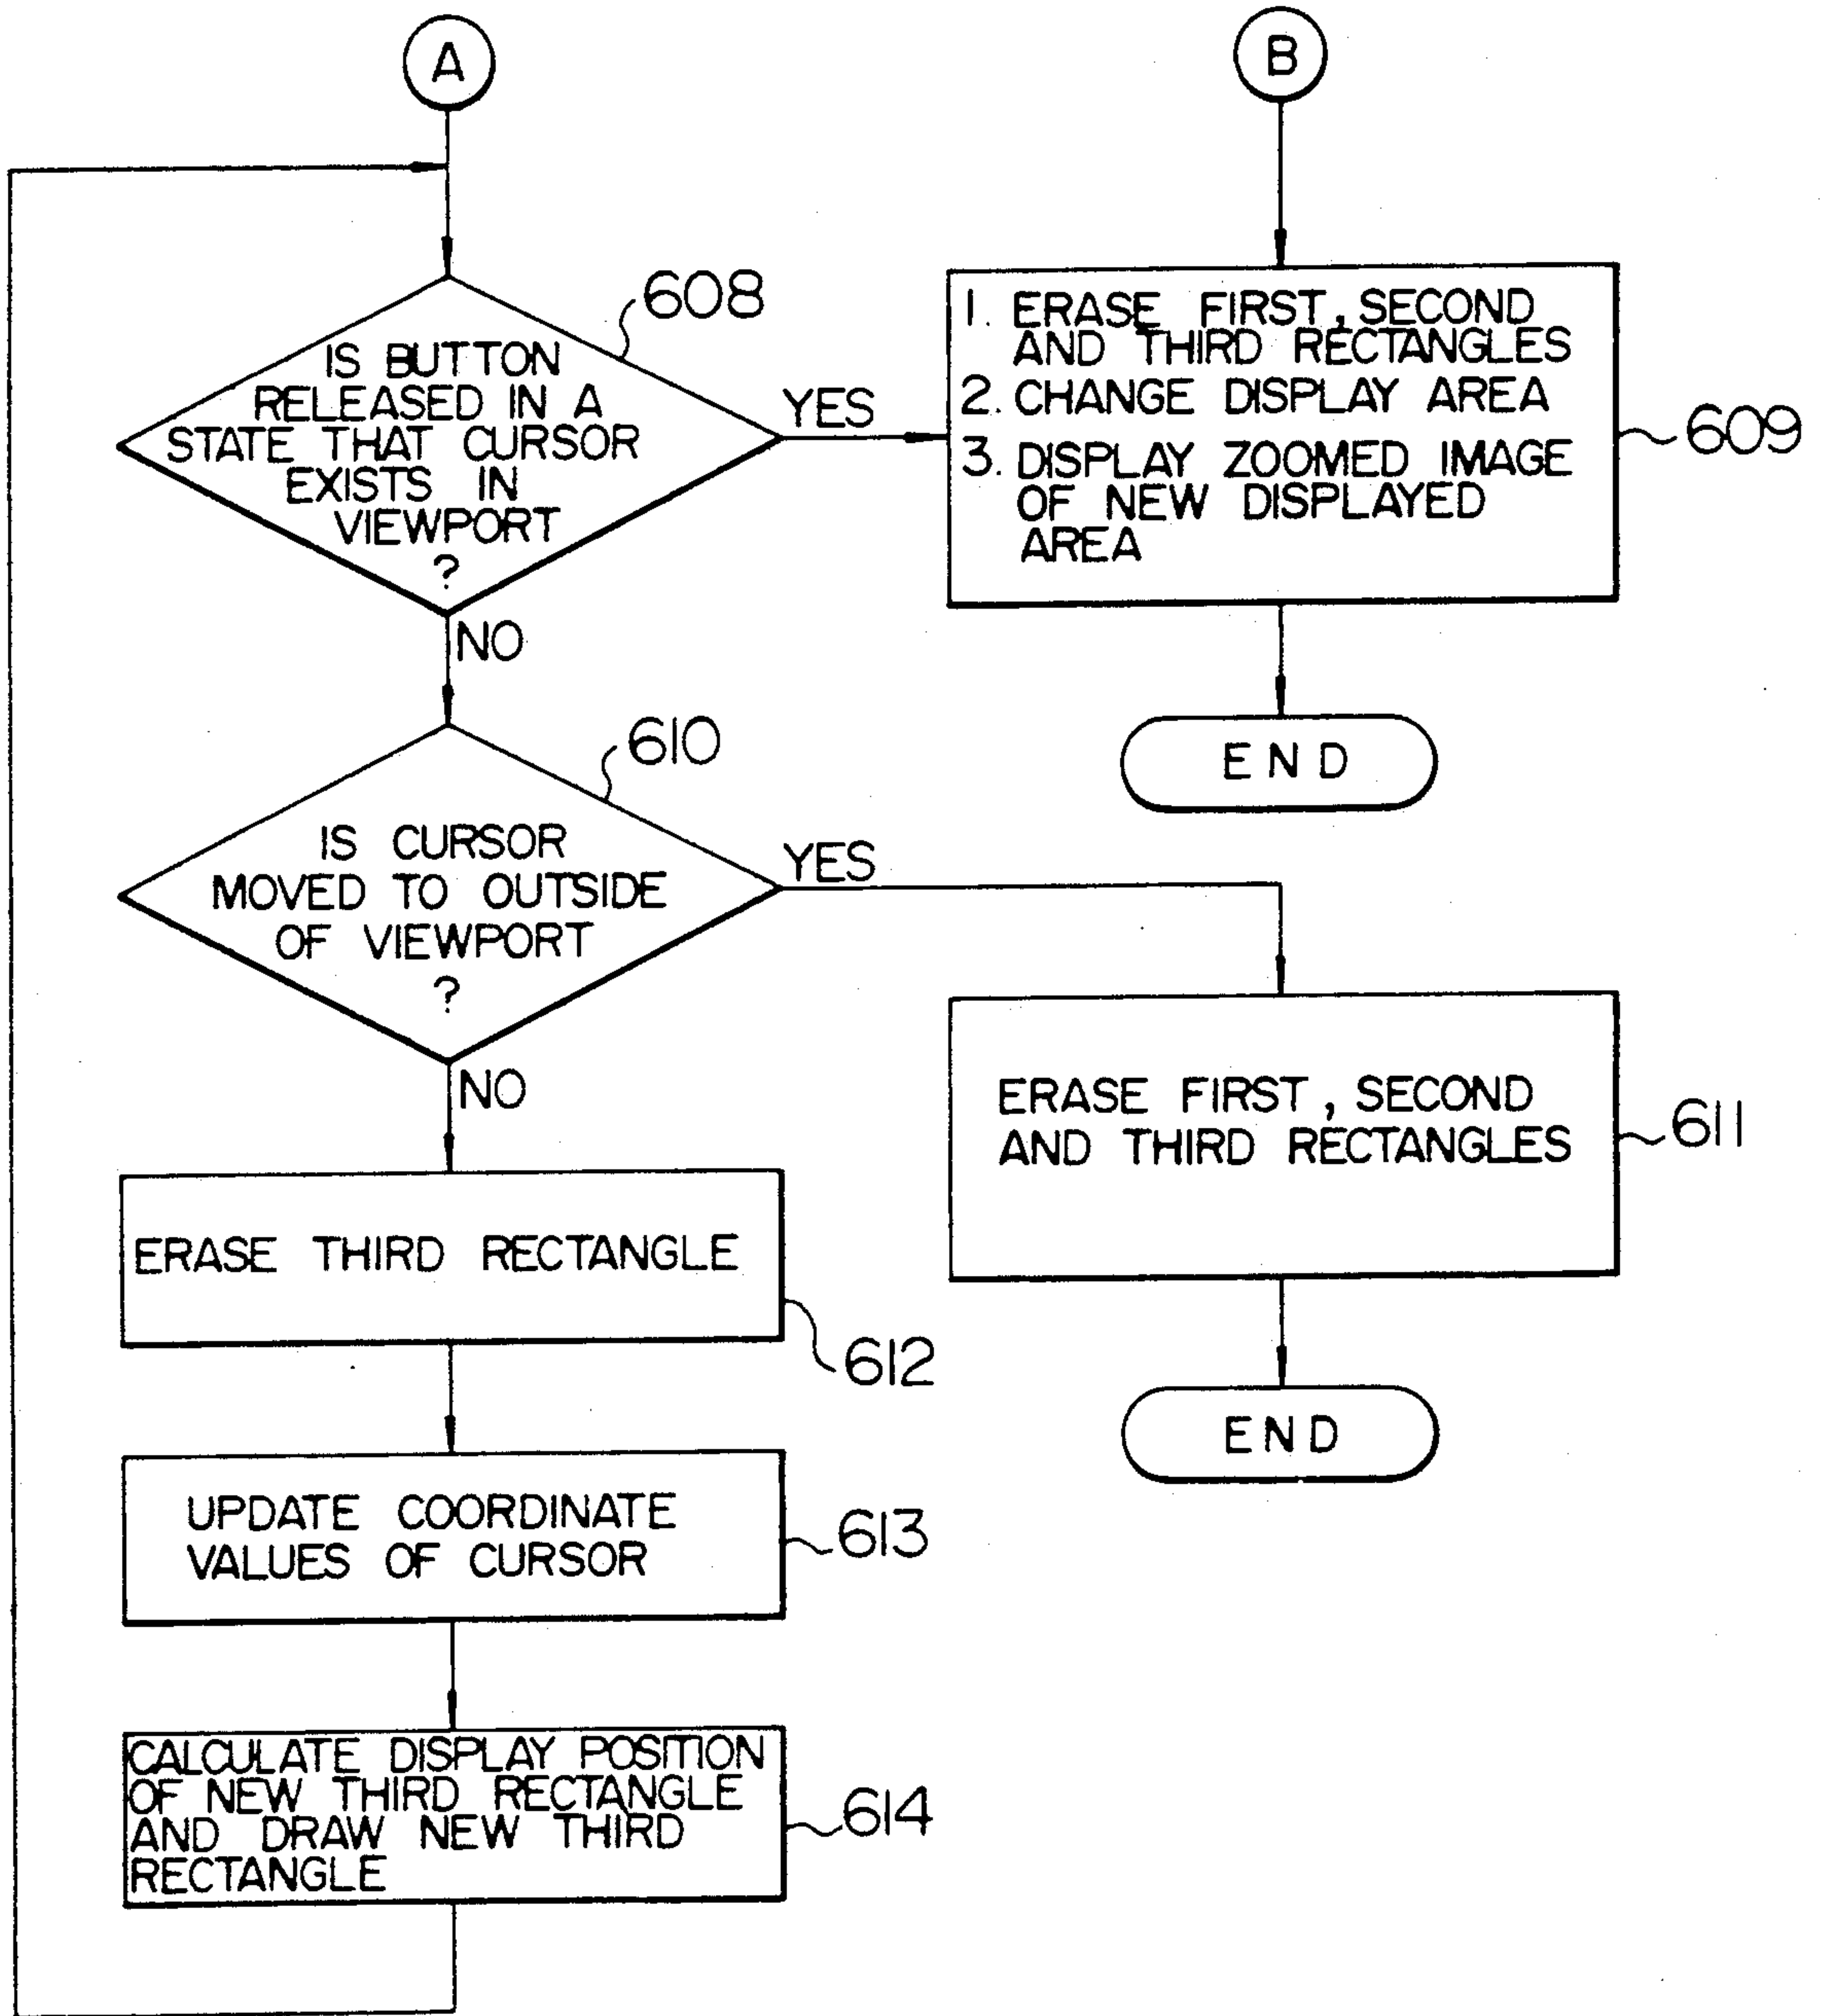 A
B
608
IS BUTTON
RELEASED IN A
STATE THAT CURSOR
EXISTS IN
VIEWPORT
?
YES
NO
1. ERASE FIRST, SECOND
AND THIRD RECTANGLES
2. CHANGE DISPLAY AREA
3. DISPLAY ZOOMED IMAGE
OF NEW DISPLAYED
AREA
609
END
610
IS CURSOR
MOVED TO OUTSIDE
OF VIEWPORT
?
YES
NO
ERASE FIRST, SECOND
AND THIRD RECTANGLES
611
END
ERASE THIRD RECTANGLE
612
UPDATE COORDINATE
VALUES OF CURSOR
613
CALCULATE DISPLAY POSITION
OF NEW THIRD RECTANGLE
AND DRAW NEW THIRD
RECTANGLE
614